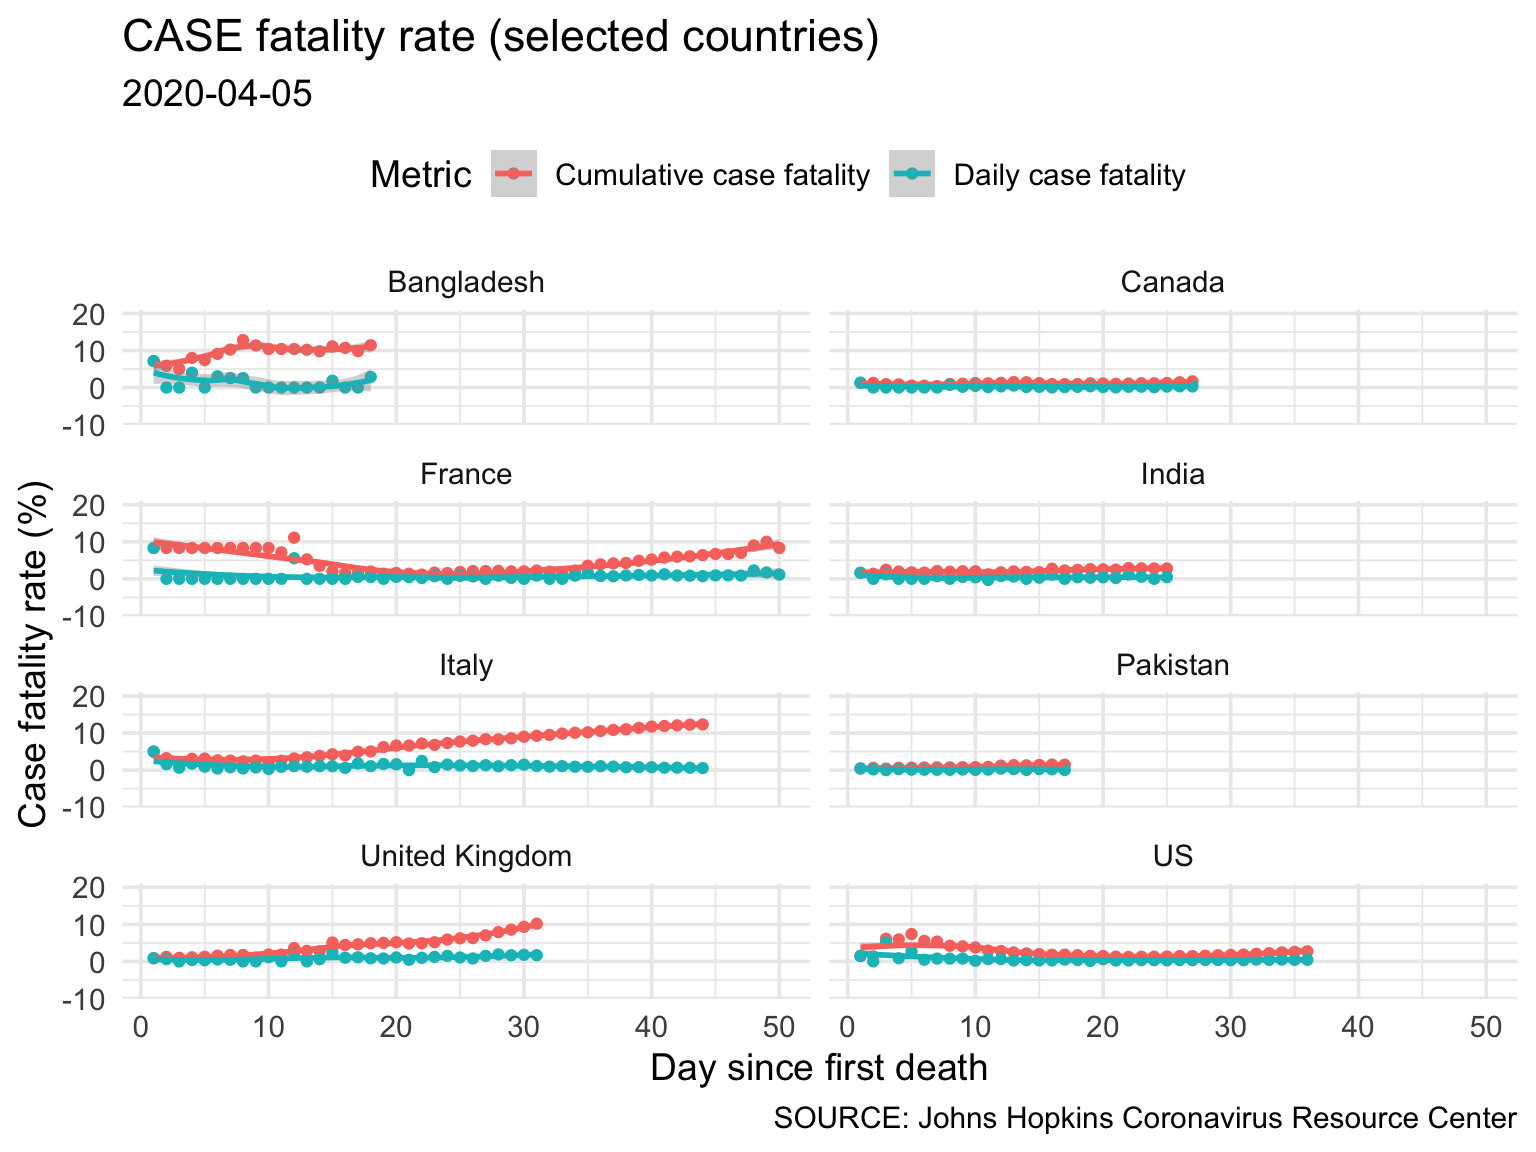 CASE fatality rate (selected countries)
2020-04-05
Metric Cumulative case fatality Daily case fatality
Bangladesh Canada
20
10
0
-10
France India
20
10
0
-10
Italy Pakistan
20
10
0
-10
United Kingdom US
20
10
0
-10
0 10 20 30 40 50 0 10 20 30 40 50
Case fatality rate (%)
Day since first death
SOURCE: Johns Hopkins Coronavirus Resource Center